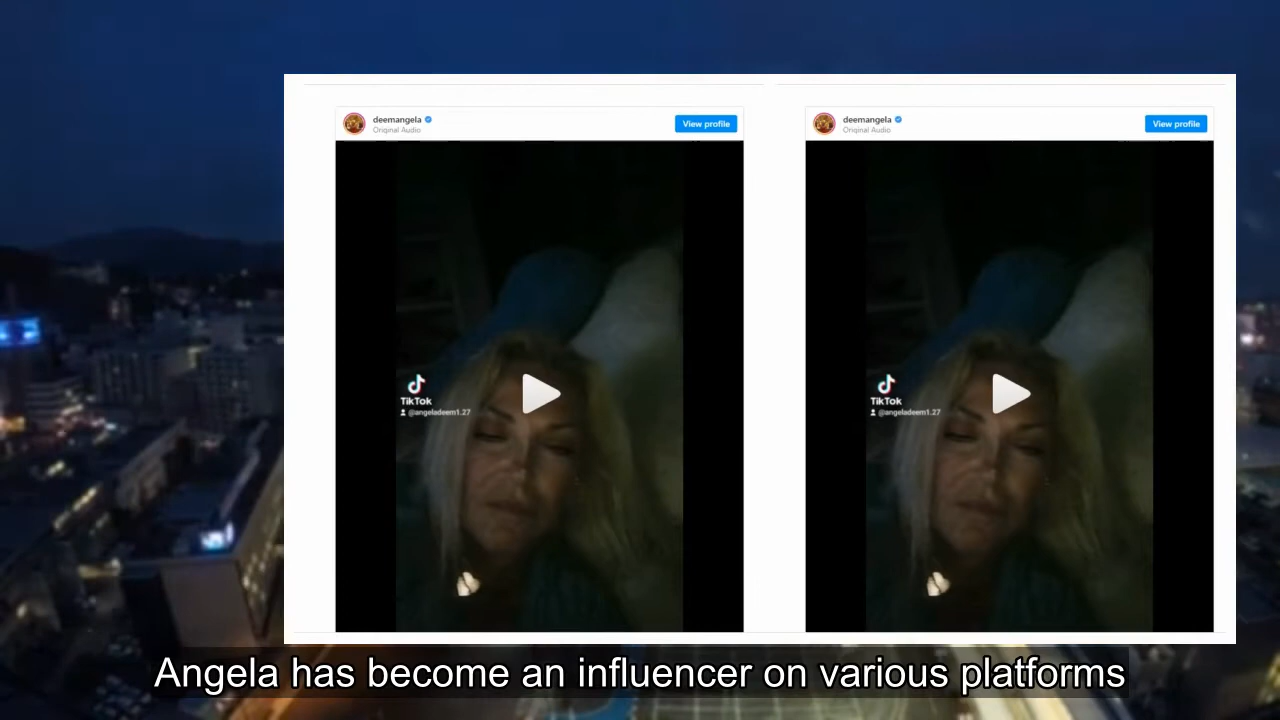 deemangela
Original Audio
View profile
TikTok
@angeladeem1.27
deemangela
Original Audio
View profile
TikTok
@angeladeem1.27
Angela has become an influencer on various platforms